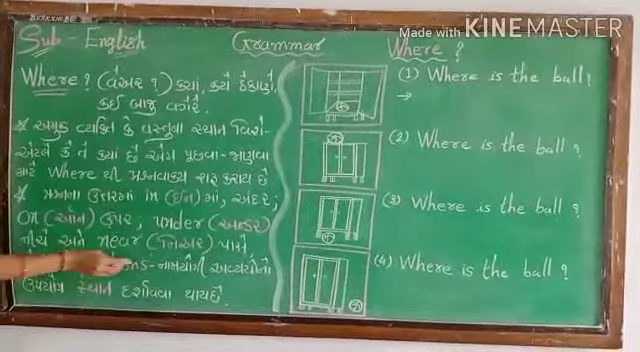 Made with KINEMASTER
Sub - English
Grammar
Where ?
Where ? (વેઅર ?) ક્યાં, કયે ઠેકાણે,
કઈ બાજુ વગેરે.
* અમુક વ્યક્તિ કે વસ્તુના સ્થાન વિશે-
એટલે કે તે ક્યાં છે એમ પૂછવા-જાણવા
માટે Where થી પ્રશ્નવાક્ય શરૂ કરાય છે
* પ્રશ્નના ઉત્તરમાં in (ઈન) માં, અંદર;
On (ઓન) ઉપર, under (અન્ડર)
નીચે અને near (નિઅર) પાસે,
નામયોગી અવ્યયોનો
ઉપયોગ સ્થાન દર્શાવવા થાય છે.
(1) Where is the ball?
→
(2) Where is the ball ?
(3) Where is the ball ?
(4) Where is the ball ?